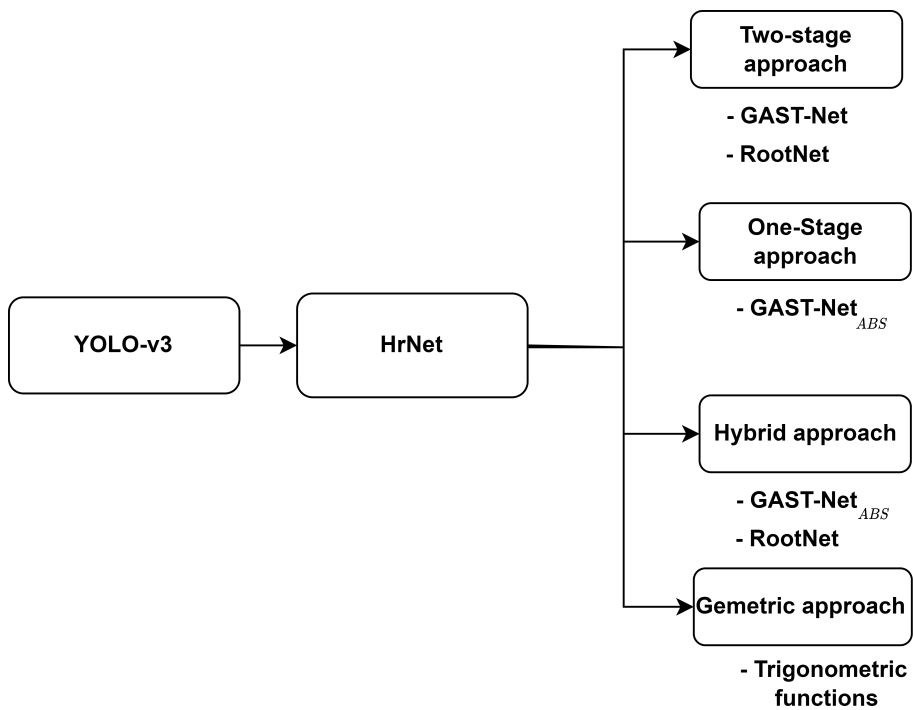 Two-stage
approach
- GAST-Net
- RootNet
One-Stage
approach
- GAST-Net ABS
YOLO-v3
HrNet
Hybrid approach
- GAST-Net ABS
- RootNet
Gemetric approach
- Trigonometric
functions